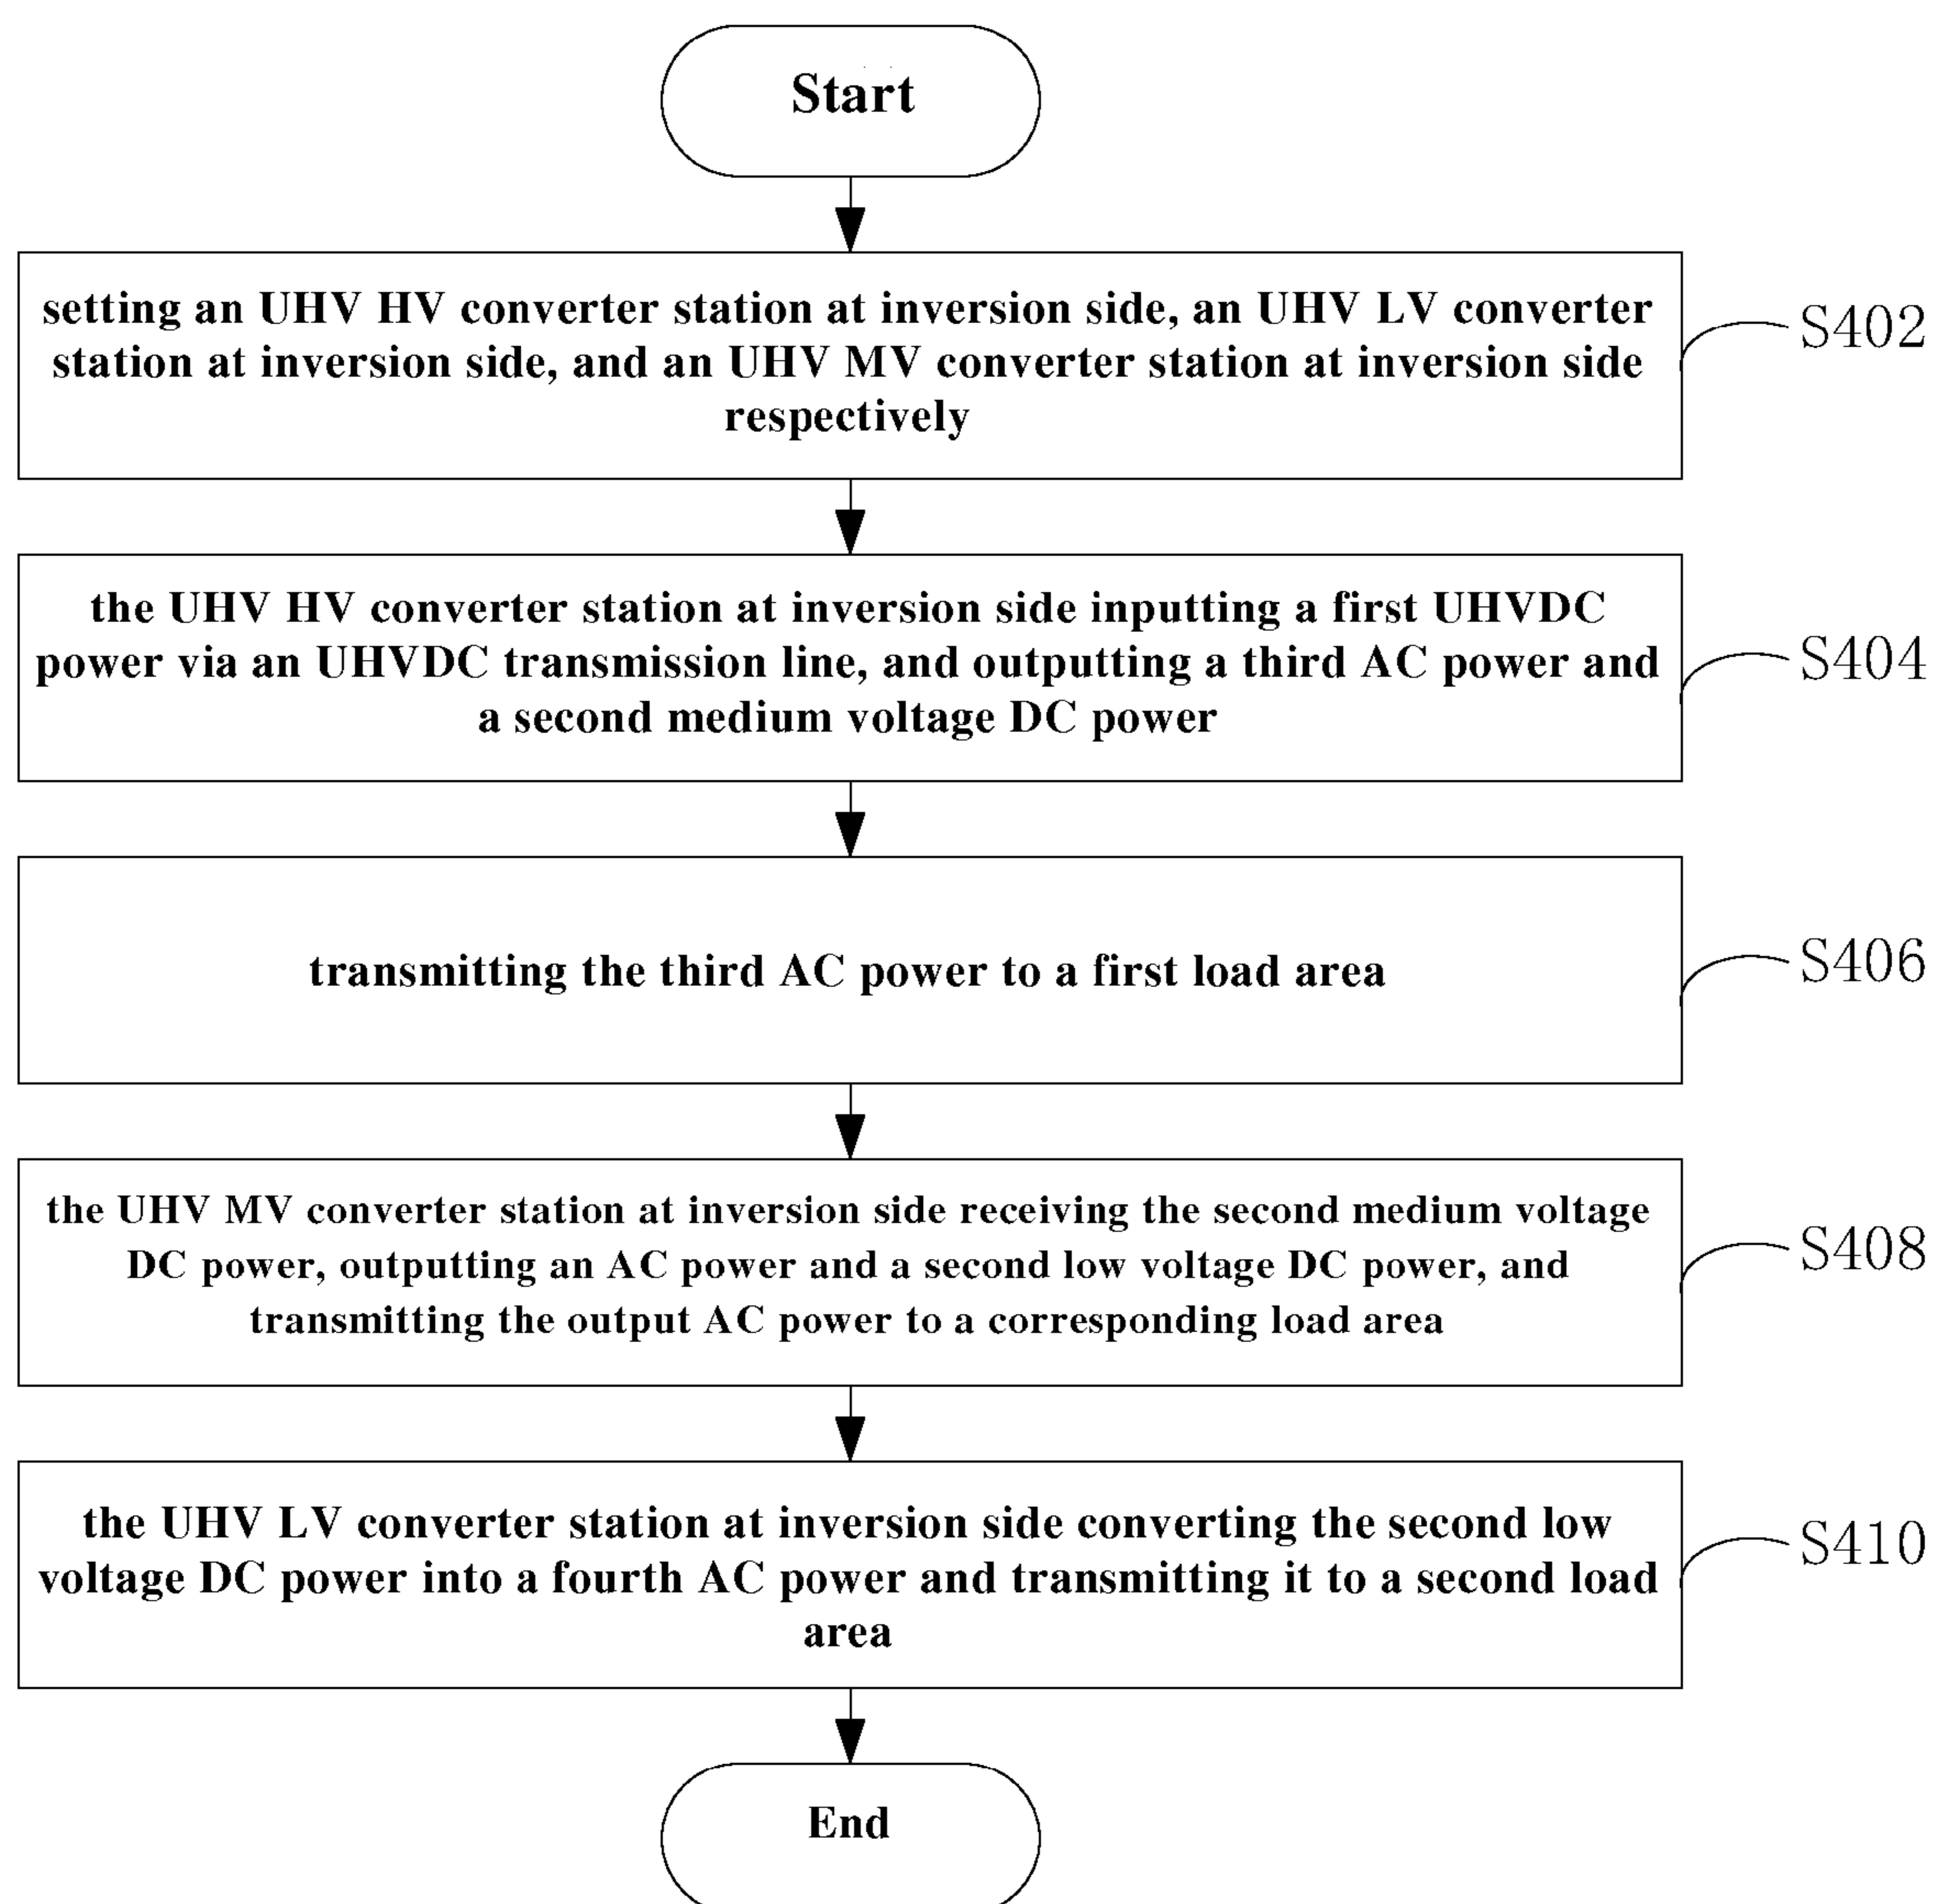 Start
setting an UHV HV converter station at inversion side, an UHV LV converter
station at inversion side, and an UHV MV converter station at inversion side
respectively
S402
the UHV HV converter station at inversion side inputting a first UHVDC
power via an UHVDC transmission line, and outputting a third AC power and
a second medium voltage DC power
S404
transmitting the third AC power to a first load area
S406
the UHV MV converter station at inversion side receiving the second medium voltage
DC power, outputting an AC power and a second low voltage DC power, and
transmitting the output AC power to a corresponding load area
S408
the UHV LV converter station at inversion side converting the second low
voltage DC power into a fourth AC power and transmitting it to a second load
area
S410
End